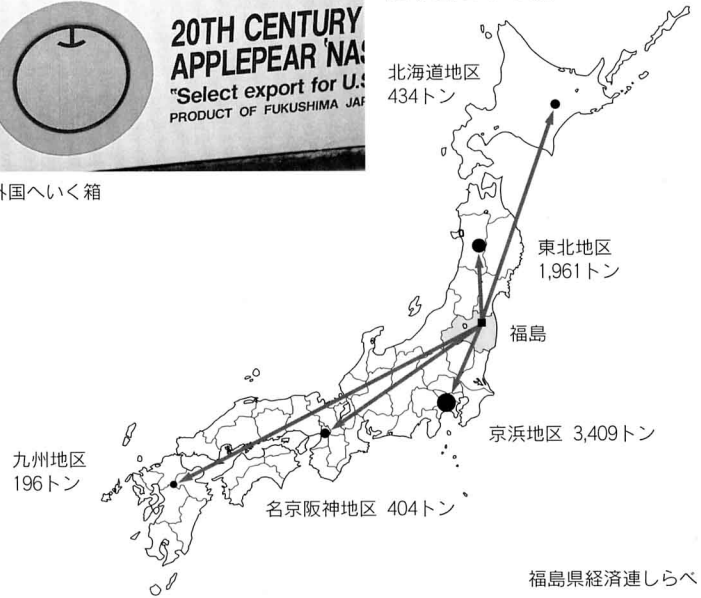 20TH CENTURY
APPLEPEAR 'NAS
"Select export for U.S
PRODUCT OF FUKUSHIMA JAP
外国へいく箱
北海道地区
434トン
東北地区
1,961トン
福島
京浜地区 3,409トン
九州地区
196トン
名京阪神地区 404トン
福島県経済連しらべ